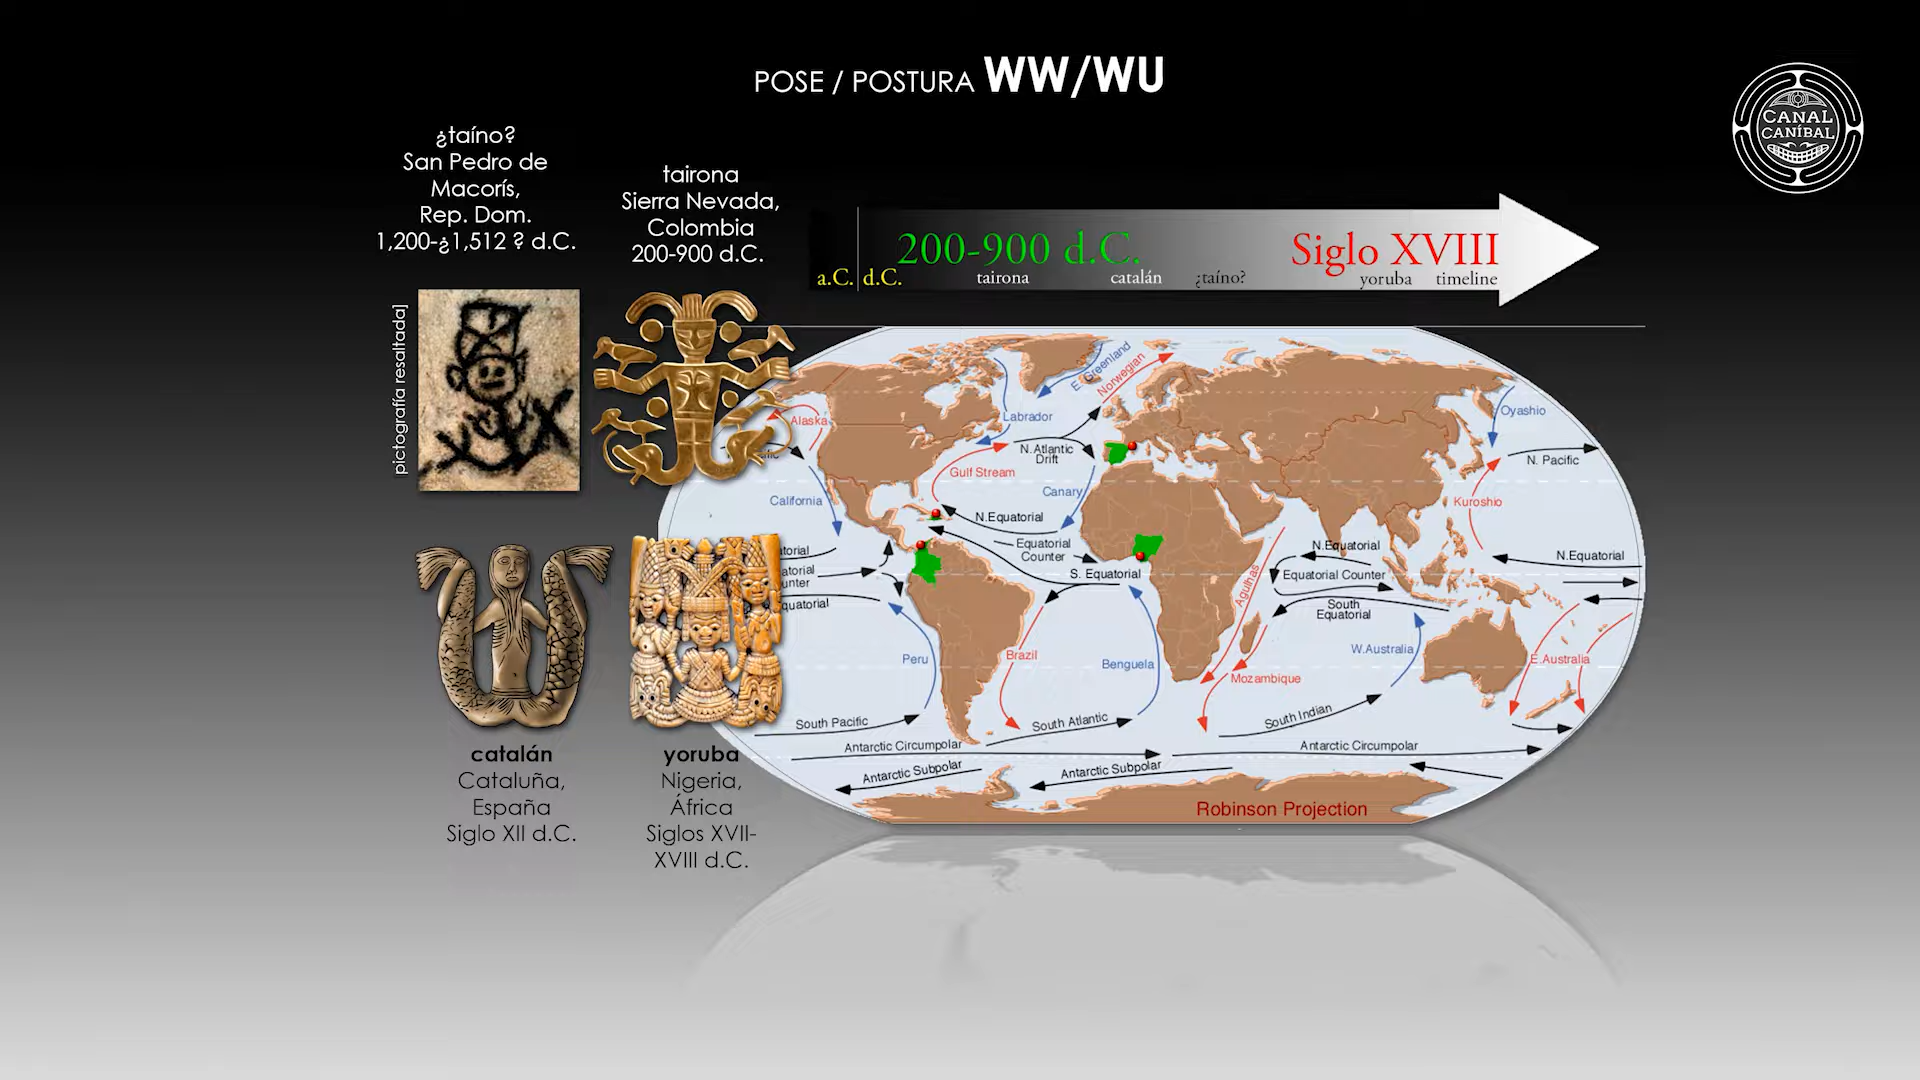 POSE / POSTURA WW/WU
CANAL
CANÍBAL
¿taíno?
San Pedro de
Macorís,
Rep. Dom.
1,200-¿1,512 ? d.C.
tairona
Sierra Nevada,
Colombia
200-900 d.C.
a.C. d.C.
200-900 d.C.
Siglo XVIII
tairona
catalán
¿taíno?
yoruba
timeline
pictografía resaltada]
E. Greenland
Norwegian
Labrador
Alaska
Oyashio
N. Atlantic
Drift
N. Pacific
Gulf Stream
California
Canary
Kuroshio
N.Equatorial
Equatorial
Counter
N.Equatorial
N.Equatorial
S. Equatorial
Equatorial Counter
Agulhas
South
Equatorial
Peru
Brazil
Benguela
W.Australia
E.Australia
Mozambique
South Pacific
South Atlantic
South Indian
Antarctic Circumpolar
Antarctic Circumpolar
Antarctic Subpolar
Antarctic Subpolar
Robinson Projection
catalán
Cataluña,
España
Siglo XII d.C.
yoruba
Nigeria,
África
Siglos XVII-
XVIII d.C.